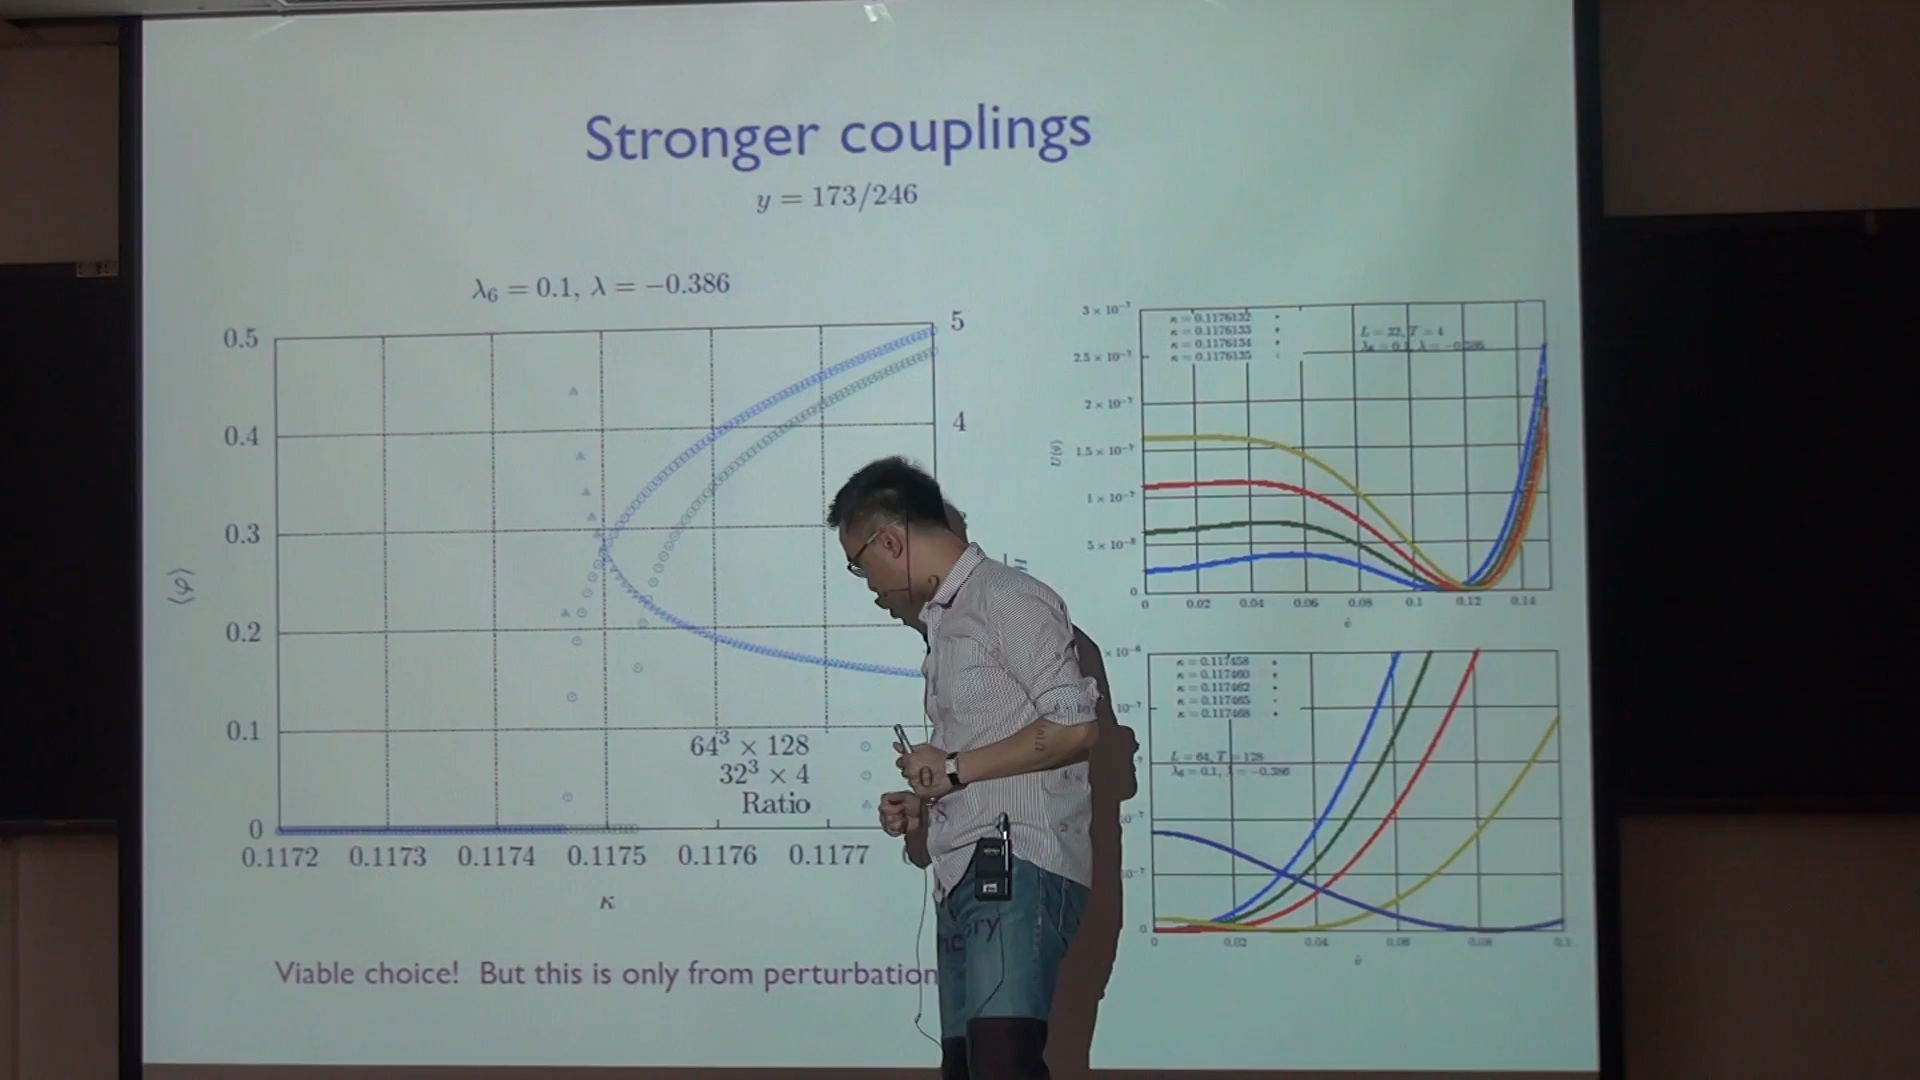 Stronger couplings
y = 173/246
λ₆ = 0.1, λ = −0.386
0.5
0.4
0.3
0.2
0.1
0
5
4
⟨φ⟩
64³ × 128
32³ × 4
Ratio
0.1172 0.1173 0.1174 0.1175 0.1176 0.1177
κ
Viable choice! But this is only from perturbation theory
3 × 10⁻⁷
2.5 × 10⁻⁷
2 × 10⁻⁷
1.5 × 10⁻⁷
1 × 10⁻⁷
5 × 10⁻⁸
0
κ = 0.1176132
κ = 0.1176133
κ = 0.1176134
κ = 0.1176135
L = 32, T = 4
λ₆ = 0.1, λ = −0.386
0 0.02 0.04 0.06 0.08 0.1 0.12 0.14
κ = 0.117458
κ = 0.117460
κ = 0.117462
κ = 0.117465
κ = 0.117468
L = 64, T = 128
λ₆ = 0.1, λ = −0.386
0
0 0.02 0.04 0.06 0.08